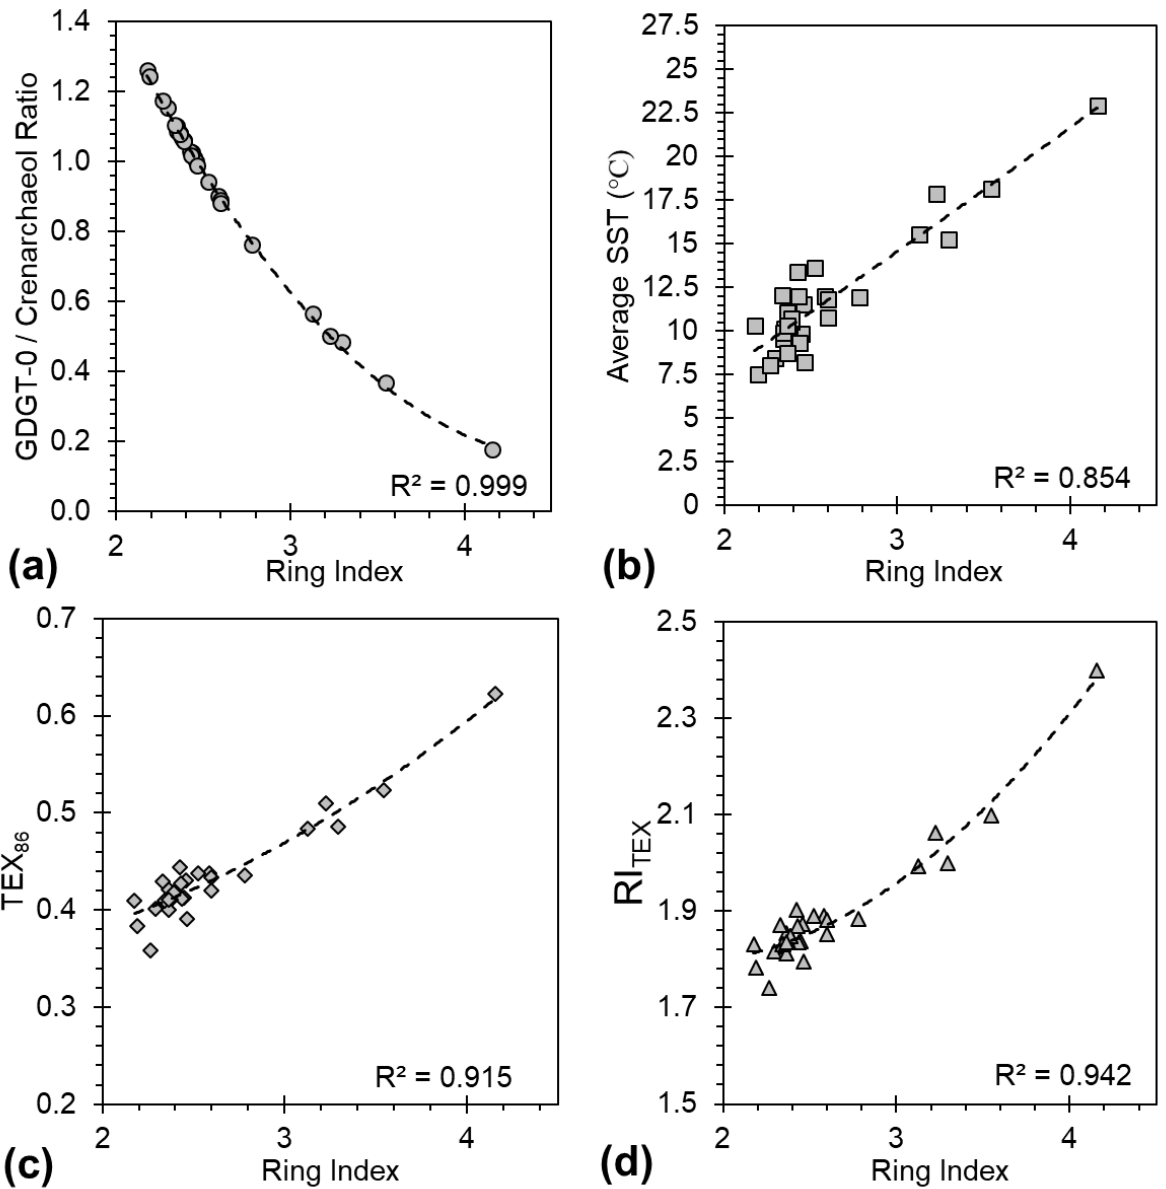 1.4
1.2
1.0
0.8
0.6
0.4
0.2
0.0
GDGT-0 / Crenarchaeol Ratio
R² = 0.999
2 3 4
(a) Ring Index
27.5
25
22.5
20
17.5
15
12.5
10
7.5
5
2.5
0
Average SST (°C)
R² = 0.854
2 3 4
(b) Ring Index
0.7
0.6
0.5
0.4
0.3
0.2
TEX₈₆
R² = 0.915
2 3 4
(c) Ring Index
2.5
2.3
2.1
1.9
1.7
1.5
RI_TEX
R² = 0.942
2 3 4
(d) Ring Index